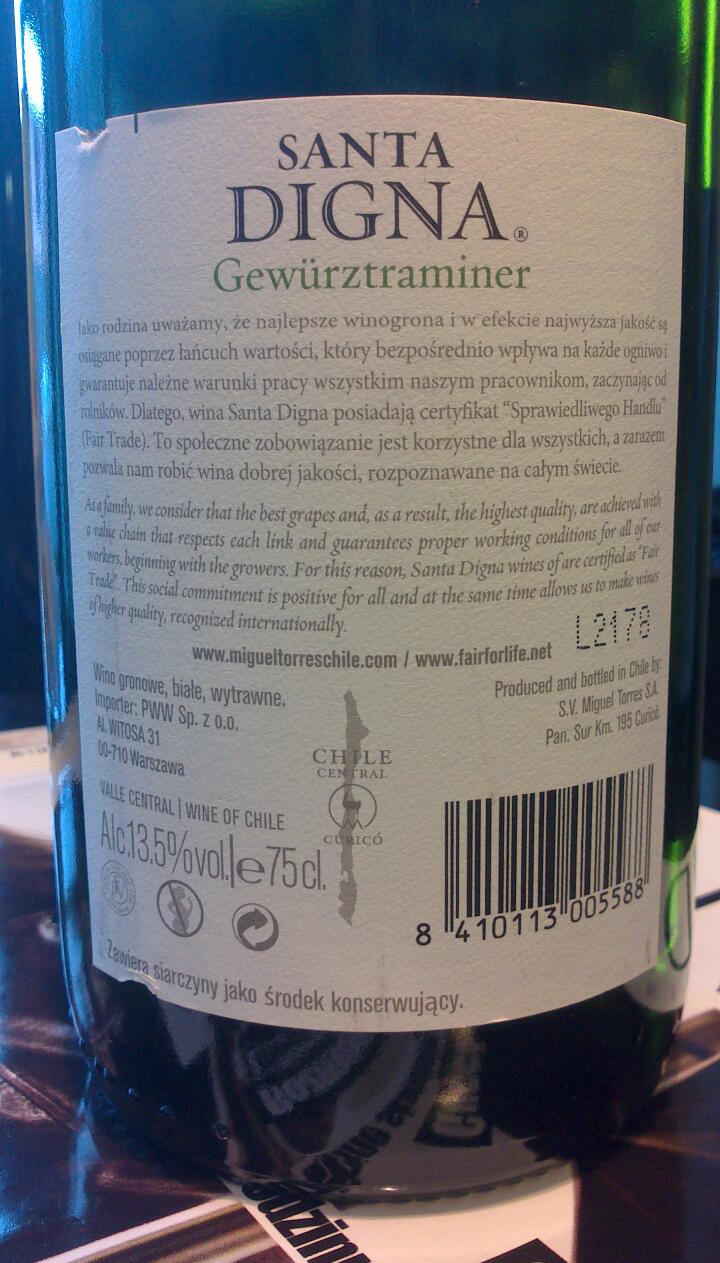 SANTA
DIGNA®
Gewürztraminer
Jako rodzina uważamy, że najlepsze winogrona i w efekcie najwyższa jakość są
osiągane poprzez łańcuch wartości, który bezpośrednio wpływa na każde ogniwo i
gwarantuje należne warunki pracy wszystkim naszym pracownikom, zaczynając od
rolników. Dlatego, wina Santa Digna posiadają certyfikat "Sprawiedliwego Handlu"
(Fair Trade). To społeczne zobowiązanie jest korzystne dla wszystkich, a zarazem
pozwala nam robić wina dobrej jakości, rozpoznawane na całym świecie.
As a family, we consider that the best grapes and, as a result, the highest quality, are achieved with
a value chain that respects each link and guarantees proper working conditions for all of our
workers, beginning with the growers. For this reason, Santa Digna wines of are certified as "Fair
Trade". This social commitment is positive for all and at the same time allows us to make wines
of higher quality, recognized internationally.
L2178
www.migueltorreschile.com / www.fairforlife.net
Wino gronowe, białe, wytrawne.
Importer: PWW Sp. z o.o.
Al. WITOSA 31
00-710 Warszawa
Produced and bottled in Chile by:
S.V. Miguel Torres S.A.
Pan. Sur Km. 195 Curicó.
CHILE
CENTRAL
CURICÓ
VALLE CENTRAL | WINE OF CHILE
Alc.13.5%vol.|e75cl.
8 410113 005588
Zawiera siarczyny jako środek konserwujący.